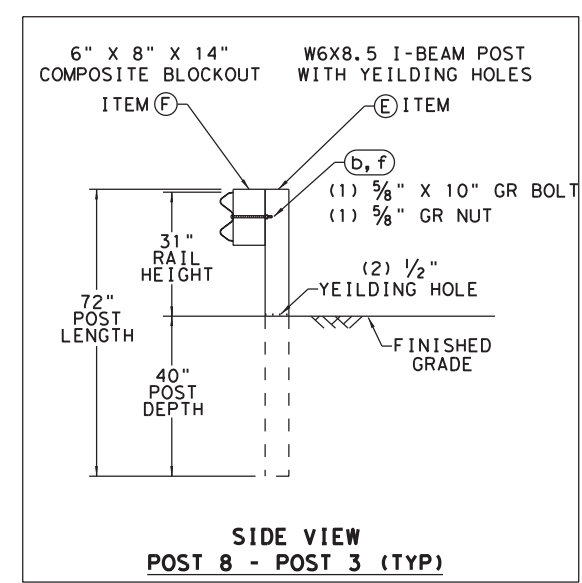 6" X 8" X 14"
COMPOSITE BLOCKOUT
ITEM F
W6X8.5 I-BEAM POST
WITH YEILDING HOLES
E ITEM
b, f
(1) 5/8" X 10" GR BOLT
(1) 5/8" GR NUT
31"
RAIL
HEIGHT
(2) 1/2"
YEILDING HOLE
72"
POST
LENGTH
FINISHED
GRADE
40"
POST
DEPTH
SIDE VIEW
POST 8 - POST 3 (TYP)